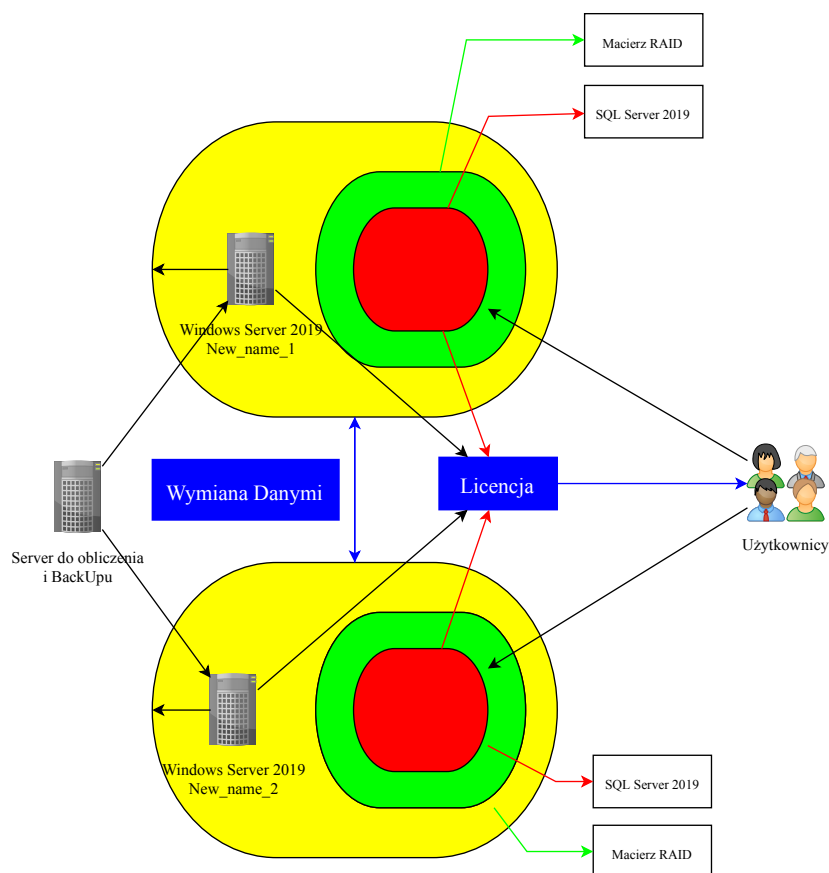 Macierz RAID
SQL Server 2019
Windows Server 2019
New_name_1
Wymiana Danymi
Licencja
Server do obliczenia
i BackUpu
Użytkownicy
Windows Server 2019
New_name_2
SQL Server 2019
Macierz RAID